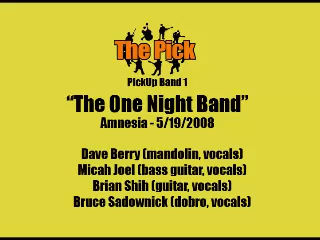 The Pick
PickUp Band 1
“The One Night Band”
Amnesia - 5/19/2008
Dave Berry (mandolin, vocals)
Micah Joel (bass guitar, vocals)
Brian Shih (guitar, vocals)
Bruce Sadownick (dobro, vocals)